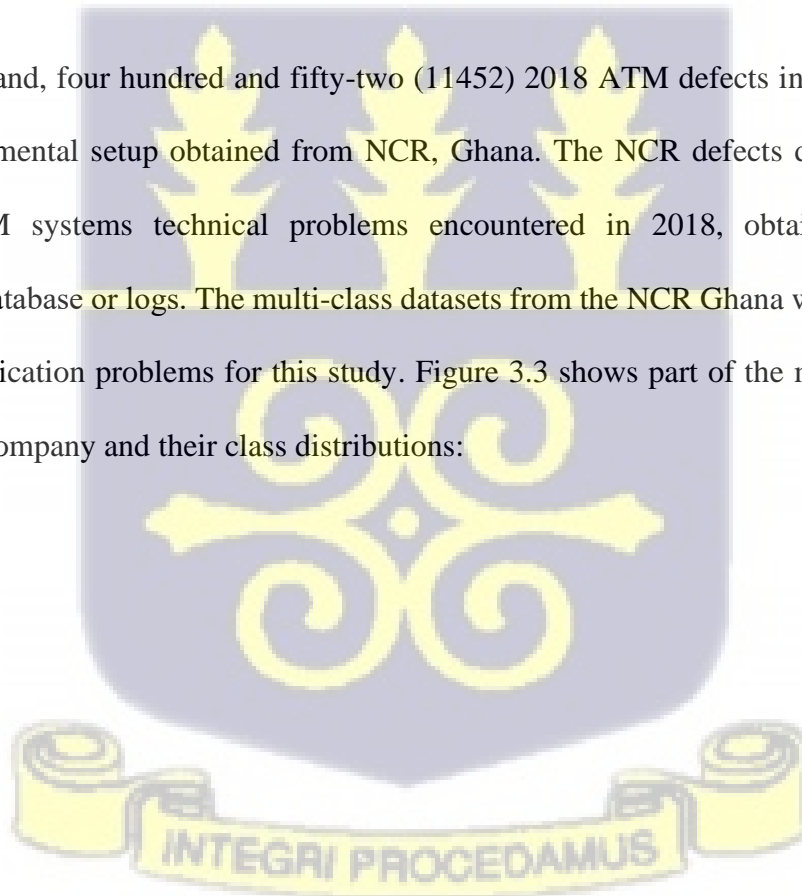 and, four hundred and fifty-two (11452) 2018 ATM defects in
mental setup obtained from NCR, Ghana. The NCR defects
systems technical problems encountered in 2018,
or logs. The multi-class datasets from the NCR Ghana
ication problems for this study. Figure 3.3 shows part of the
ompany and their class distributions:
INTEGRI PROCEDAMUS